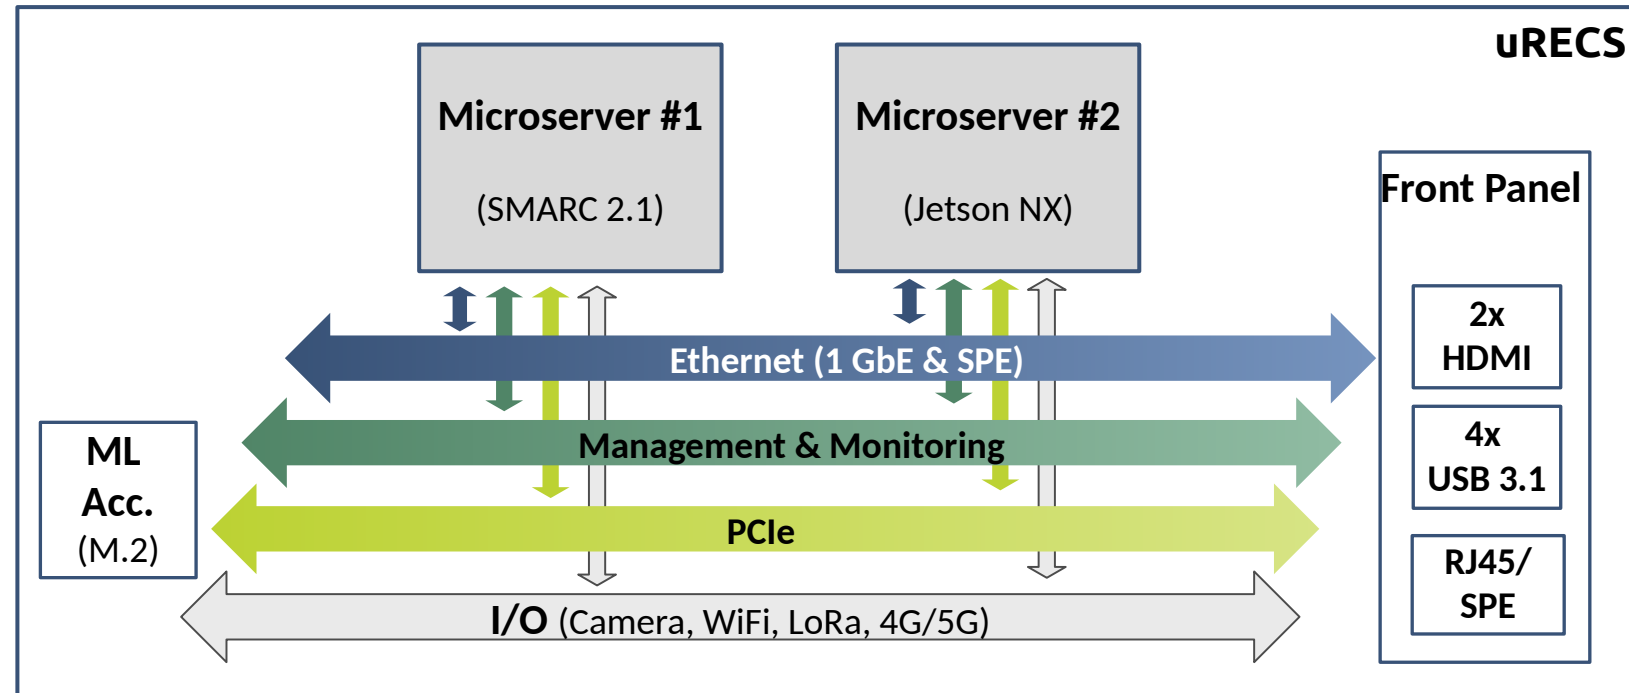 uRECS
Microserver #1
(SMARC 2.1)
Microserver #2
(Jetson NX)
Front Panel
2x
HDMI
4x
USB 3.1
RJ45/
SPE
Ethernet (1 GbE & SPE)
Management & Monitoring
PCIe
I/O (Camera, WiFi, LoRa, 4G/5G)
ML
Acc.
(M.2)